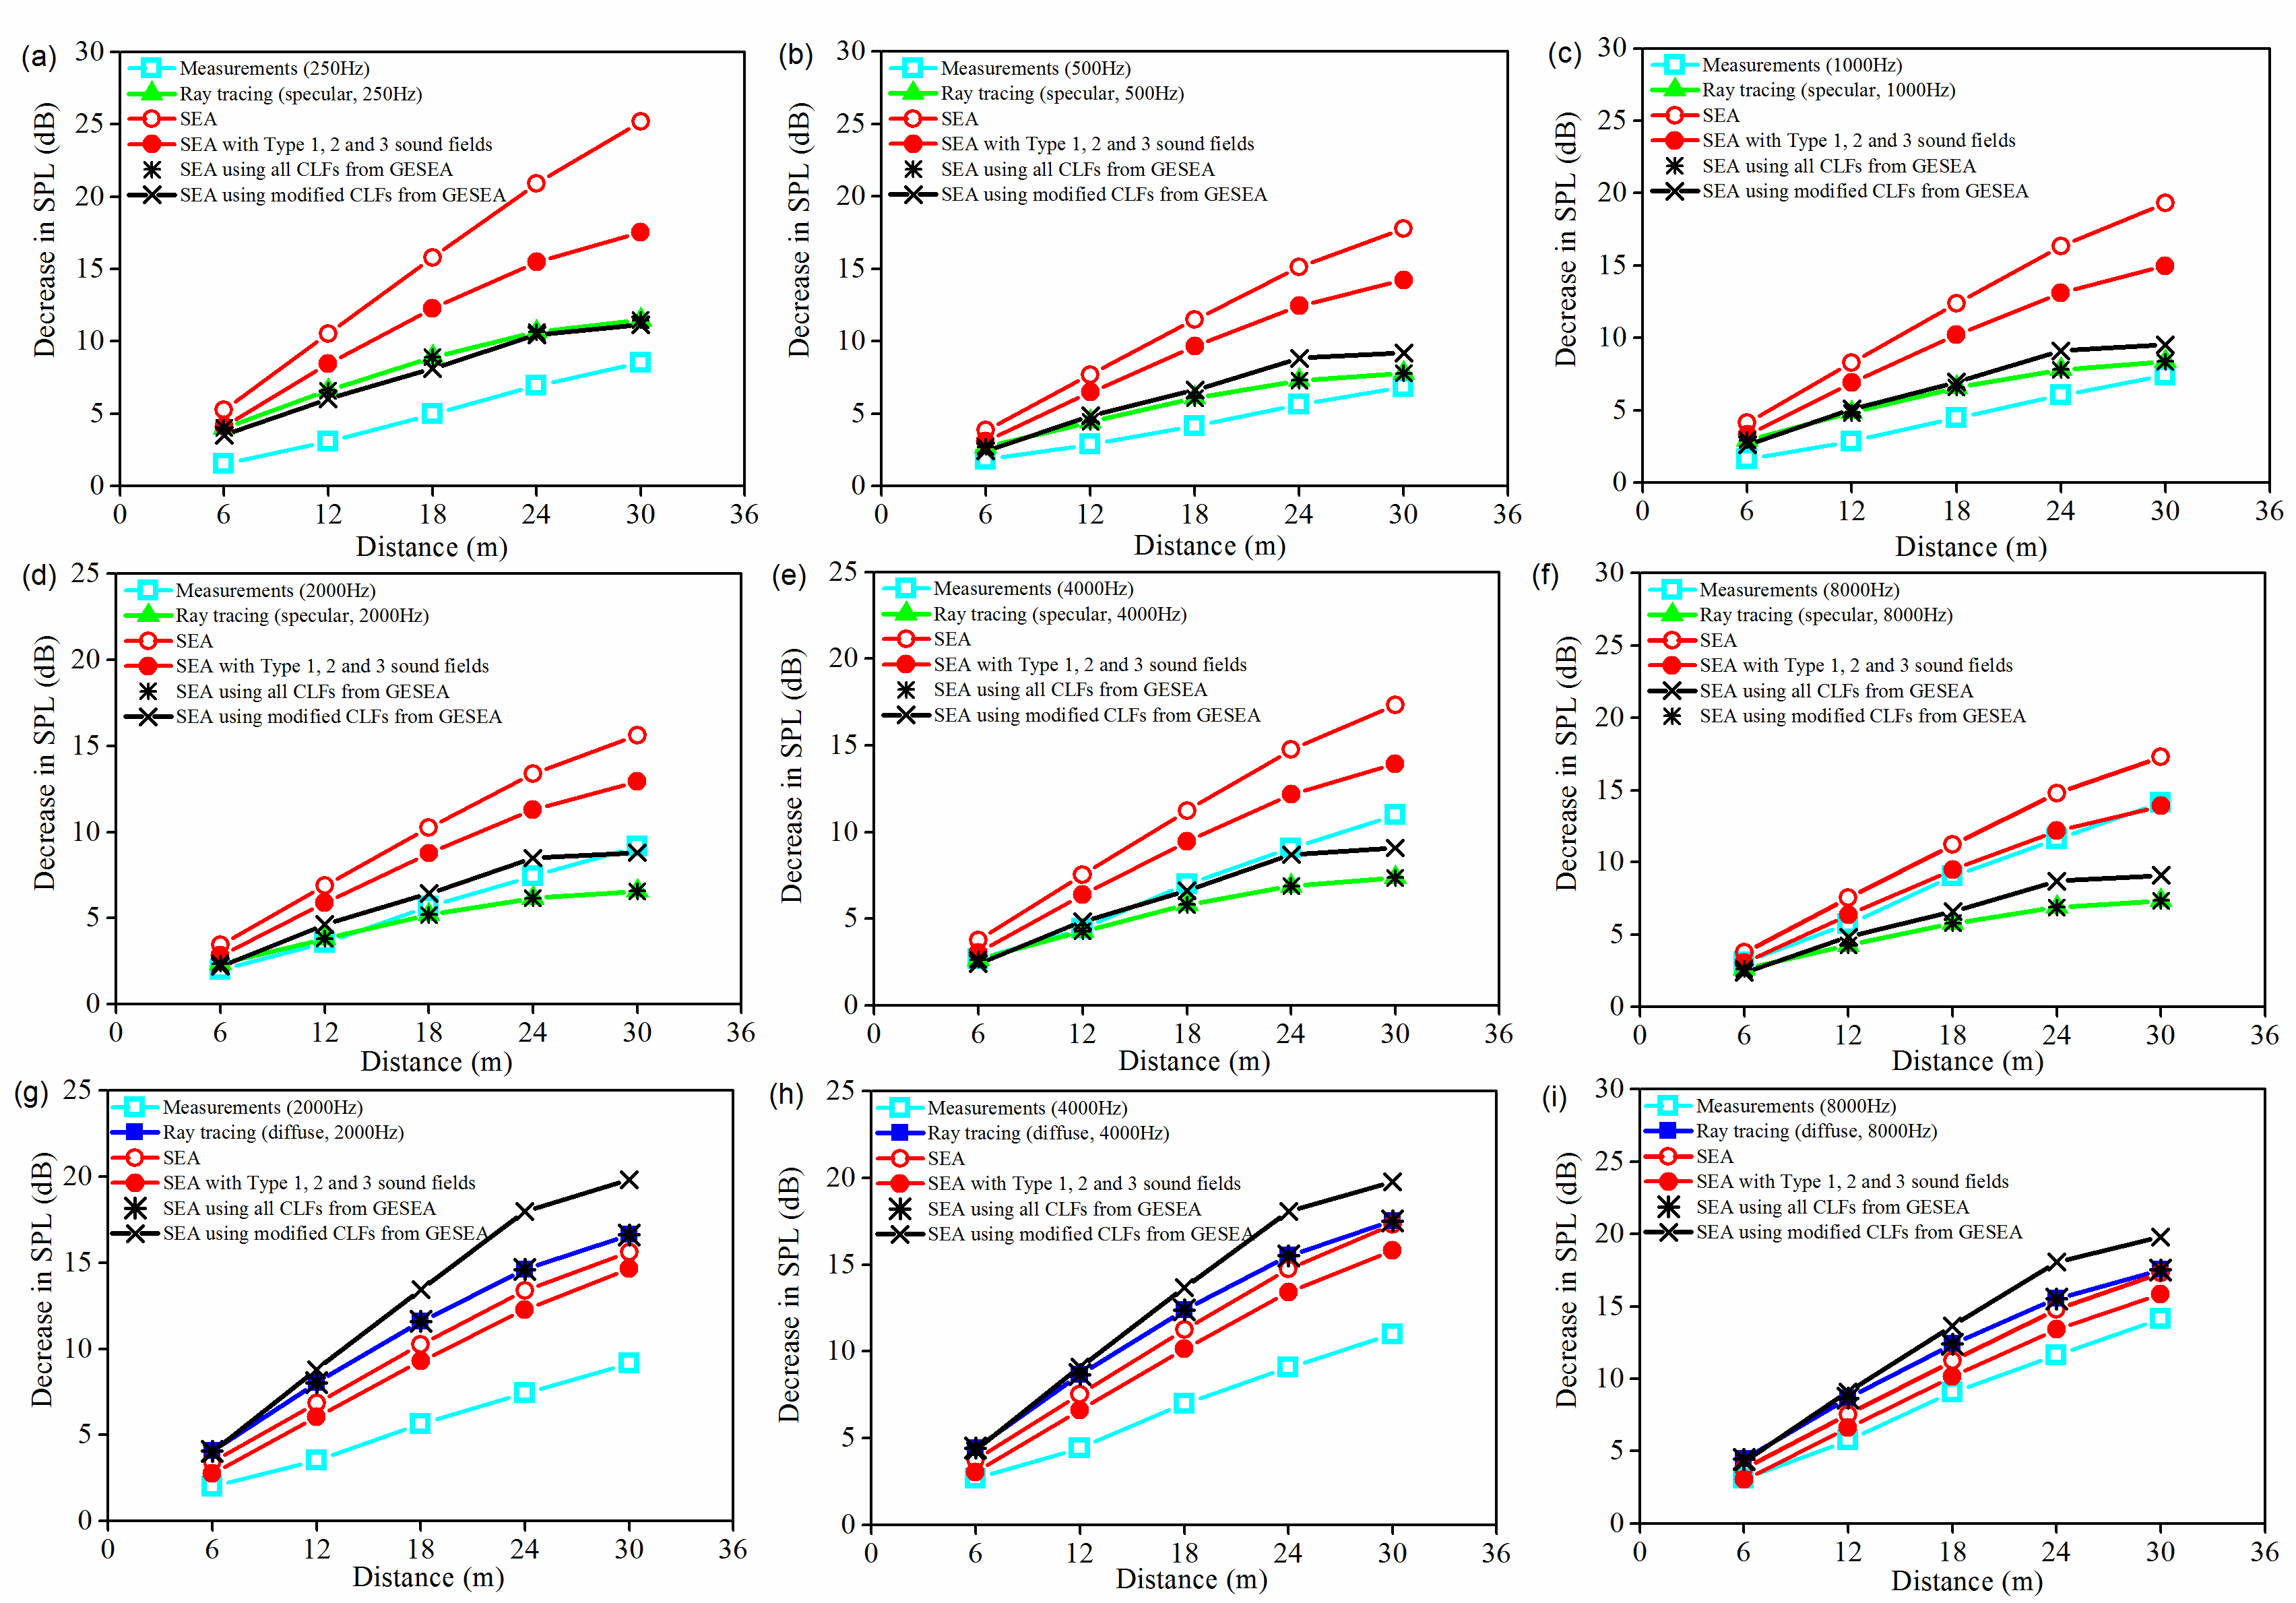 (a)
30
25
20
15
10
5
0
Decrease in SPL (dB)
Measurements (250Hz)
Ray tracing (specular, 250Hz)
SEA
SEA with Type 1, 2 and 3 sound fields
SEA using all CLFs from GESEA
SEA using modified CLFs from GESEA
0 6 12 18 24 30 36
Distance (m)
(b)
30
25
20
15
10
5
0
Decrease in SPL (dB)
Measurements (500Hz)
Ray tracing (specular, 500Hz)
SEA
SEA with Type 1, 2 and 3 sound fields
SEA using all CLFs from GESEA
SEA using modified CLFs from GESEA
0 6 12 18 24 30 36
Distance (m)
(c)
30
25
20
15
10
5
0
Decrease in SPL (dB)
Measurements (1000Hz)
Ray tracing (specular, 1000Hz)
SEA
SEA with Type 1, 2 and 3 sound fields
SEA using all CLFs from GESEA
SEA using modified CLFs from GESEA
0 6 12 18 24 30 36
Distance (m)
(d)
25
20
15
10
5
0
Decrease in SPL (dB)
Measurements (2000Hz)
Ray tracing (specular, 2000Hz)
SEA
SEA with Type 1, 2 and 3 sound fields
SEA using all CLFs from GESEA
SEA using modified CLFs from GESEA
0 6 12 18 24 30 36
Distance (m)
(e)
25
20
15
10
5
0
Decrease in SPL (dB)
Measurements (4000Hz)
Ray tracing (specular, 4000Hz)
SEA
SEA with Type 1, 2 and 3 sound fields
SEA using all CLFs from GESEA
SEA using modified CLFs from GESEA
0 6 12 18 24 30 36
Distance (m)
(f)
30
25
20
15
10
5
0
Decrease in SPL (dB)
Measurements (8000Hz)
Ray tracing (specular, 8000Hz)
SEA
SEA with Type 1, 2 and 3 sound fields
SEA using all CLFs from GESEA
SEA using modified CLFs from GESEA
0 6 12 18 24 30 36
Distance (m)
(g)
25
20
15
10
5
0
Decrease in SPL (dB)
Measurements (2000Hz)
Ray tracing (diffuse, 2000Hz)
SEA
SEA with Type 1, 2 and 3 sound fields
SEA using all CLFs from GESEA
SEA using modified CLFs from GESEA
0 6 12 18 24 30 36
Distance (m)
(h)
25
20
15
10
5
0
Decrease in SPL (dB)
Measurements (4000Hz)
Ray tracing (diffuse, 4000Hz)
SEA
SEA with Type 1, 2 and 3 sound fields
SEA using all CLFs from GESEA
SEA using modified CLFs from GESEA
0 6 12 18 24 30 36
Distance (m)
(i)
30
25
20
15
10
5
0
Decrease in SPL (dB)
Measurements (8000Hz)
Ray tracing (diffuse, 8000Hz)
SEA
SEA with Type 1, 2 and 3 sound fields
SEA using all CLFs from GESEA
SEA using modified CLFs from GESEA
0 6 12 18 24 30 36
Distance (m)